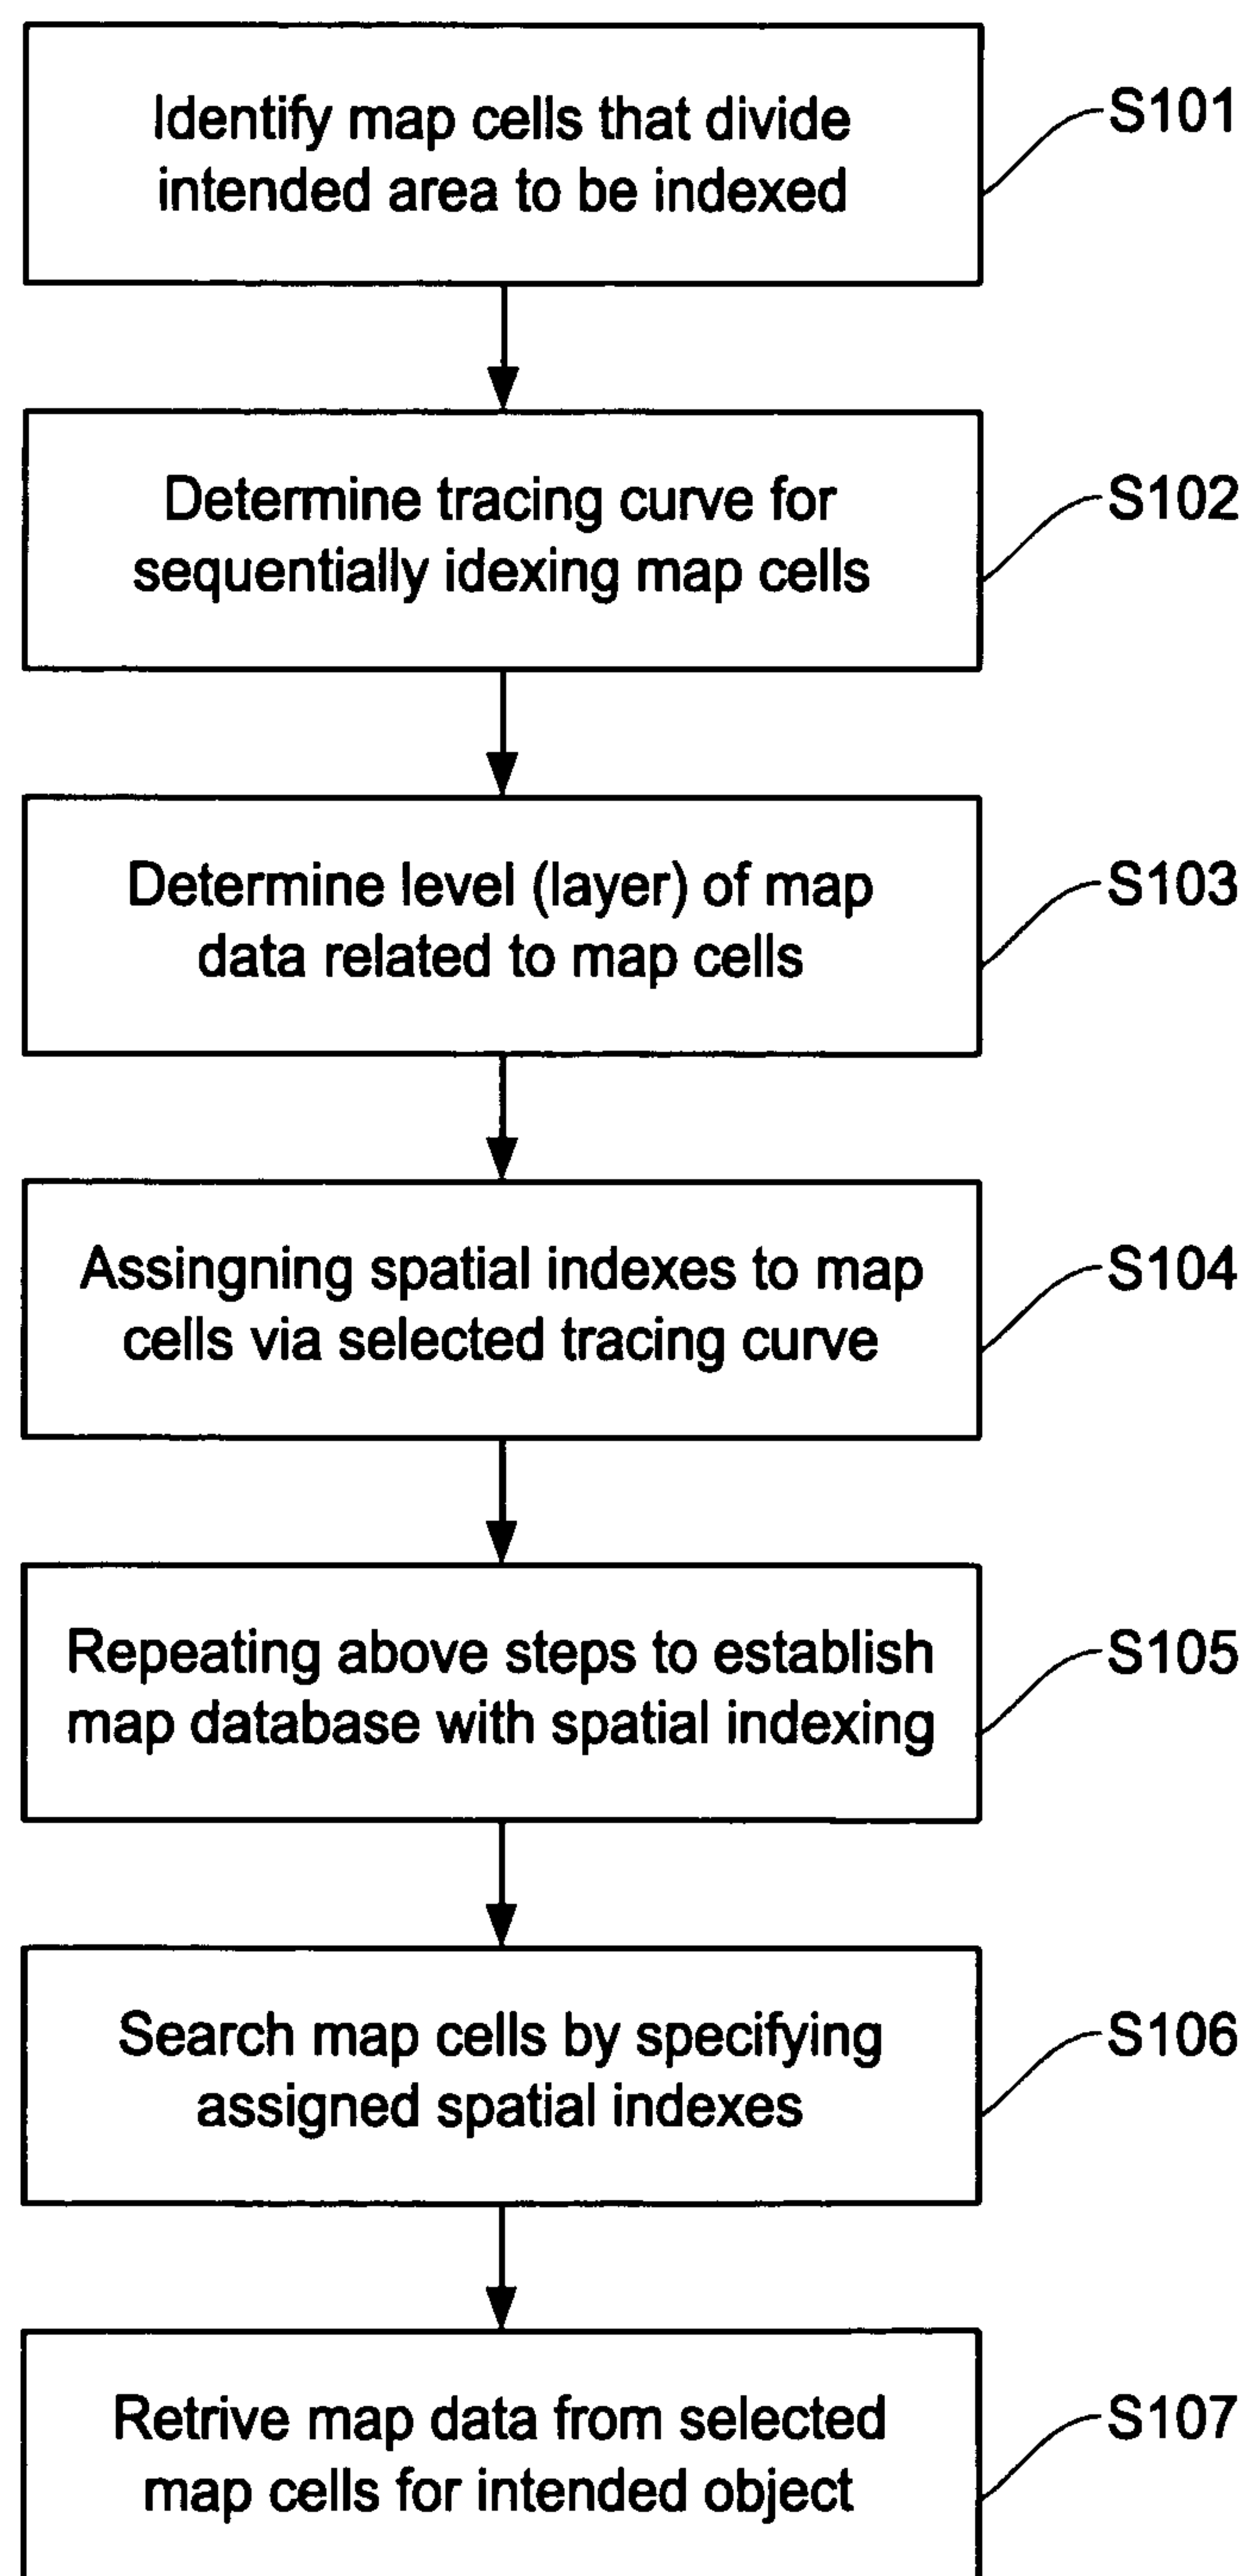 Identify map cells that divide
intended area to be indexed
S101
Determine tracing curve for
sequentially idexing map cells
S102
Determine level (layer) of map
data related to map cells
S103
Assingning spatial indexes to map
cells via selected tracing curve
S104
Repeating above steps to establish
map database with spatial indexing
S105
Search map cells by specifying
assigned spatial indexes
S106
Retrive map data from selected
map cells for intended object
S107